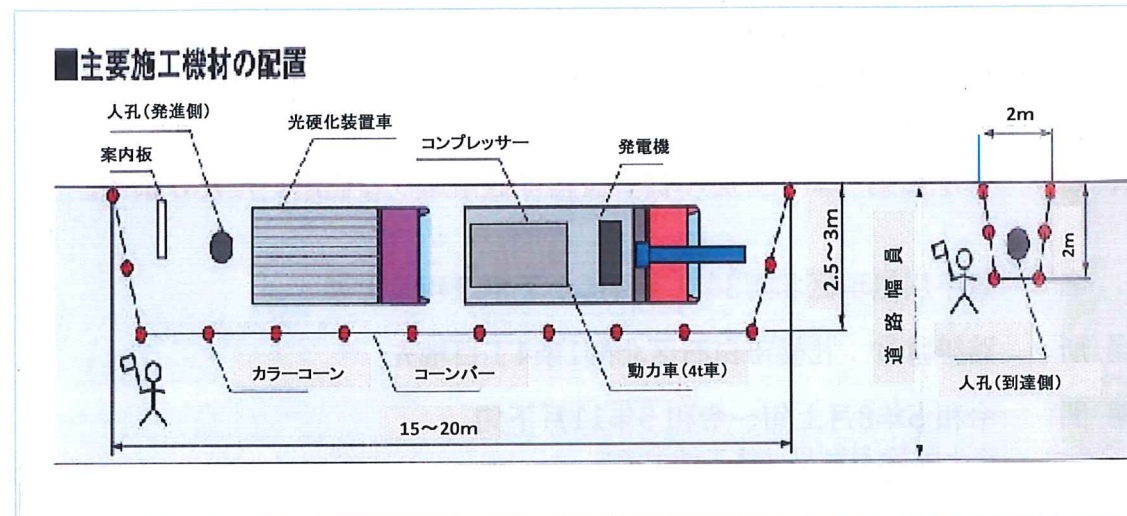 ■主要施工機材の配置
人孔(発進側)
光硬化装置車
コンプレッサー
発電機
案内板
2m
2.5～3m
道路幅員
2m
カラーコーン
コーンバー
動力車(4t車)
人孔(到達側)
15～20m